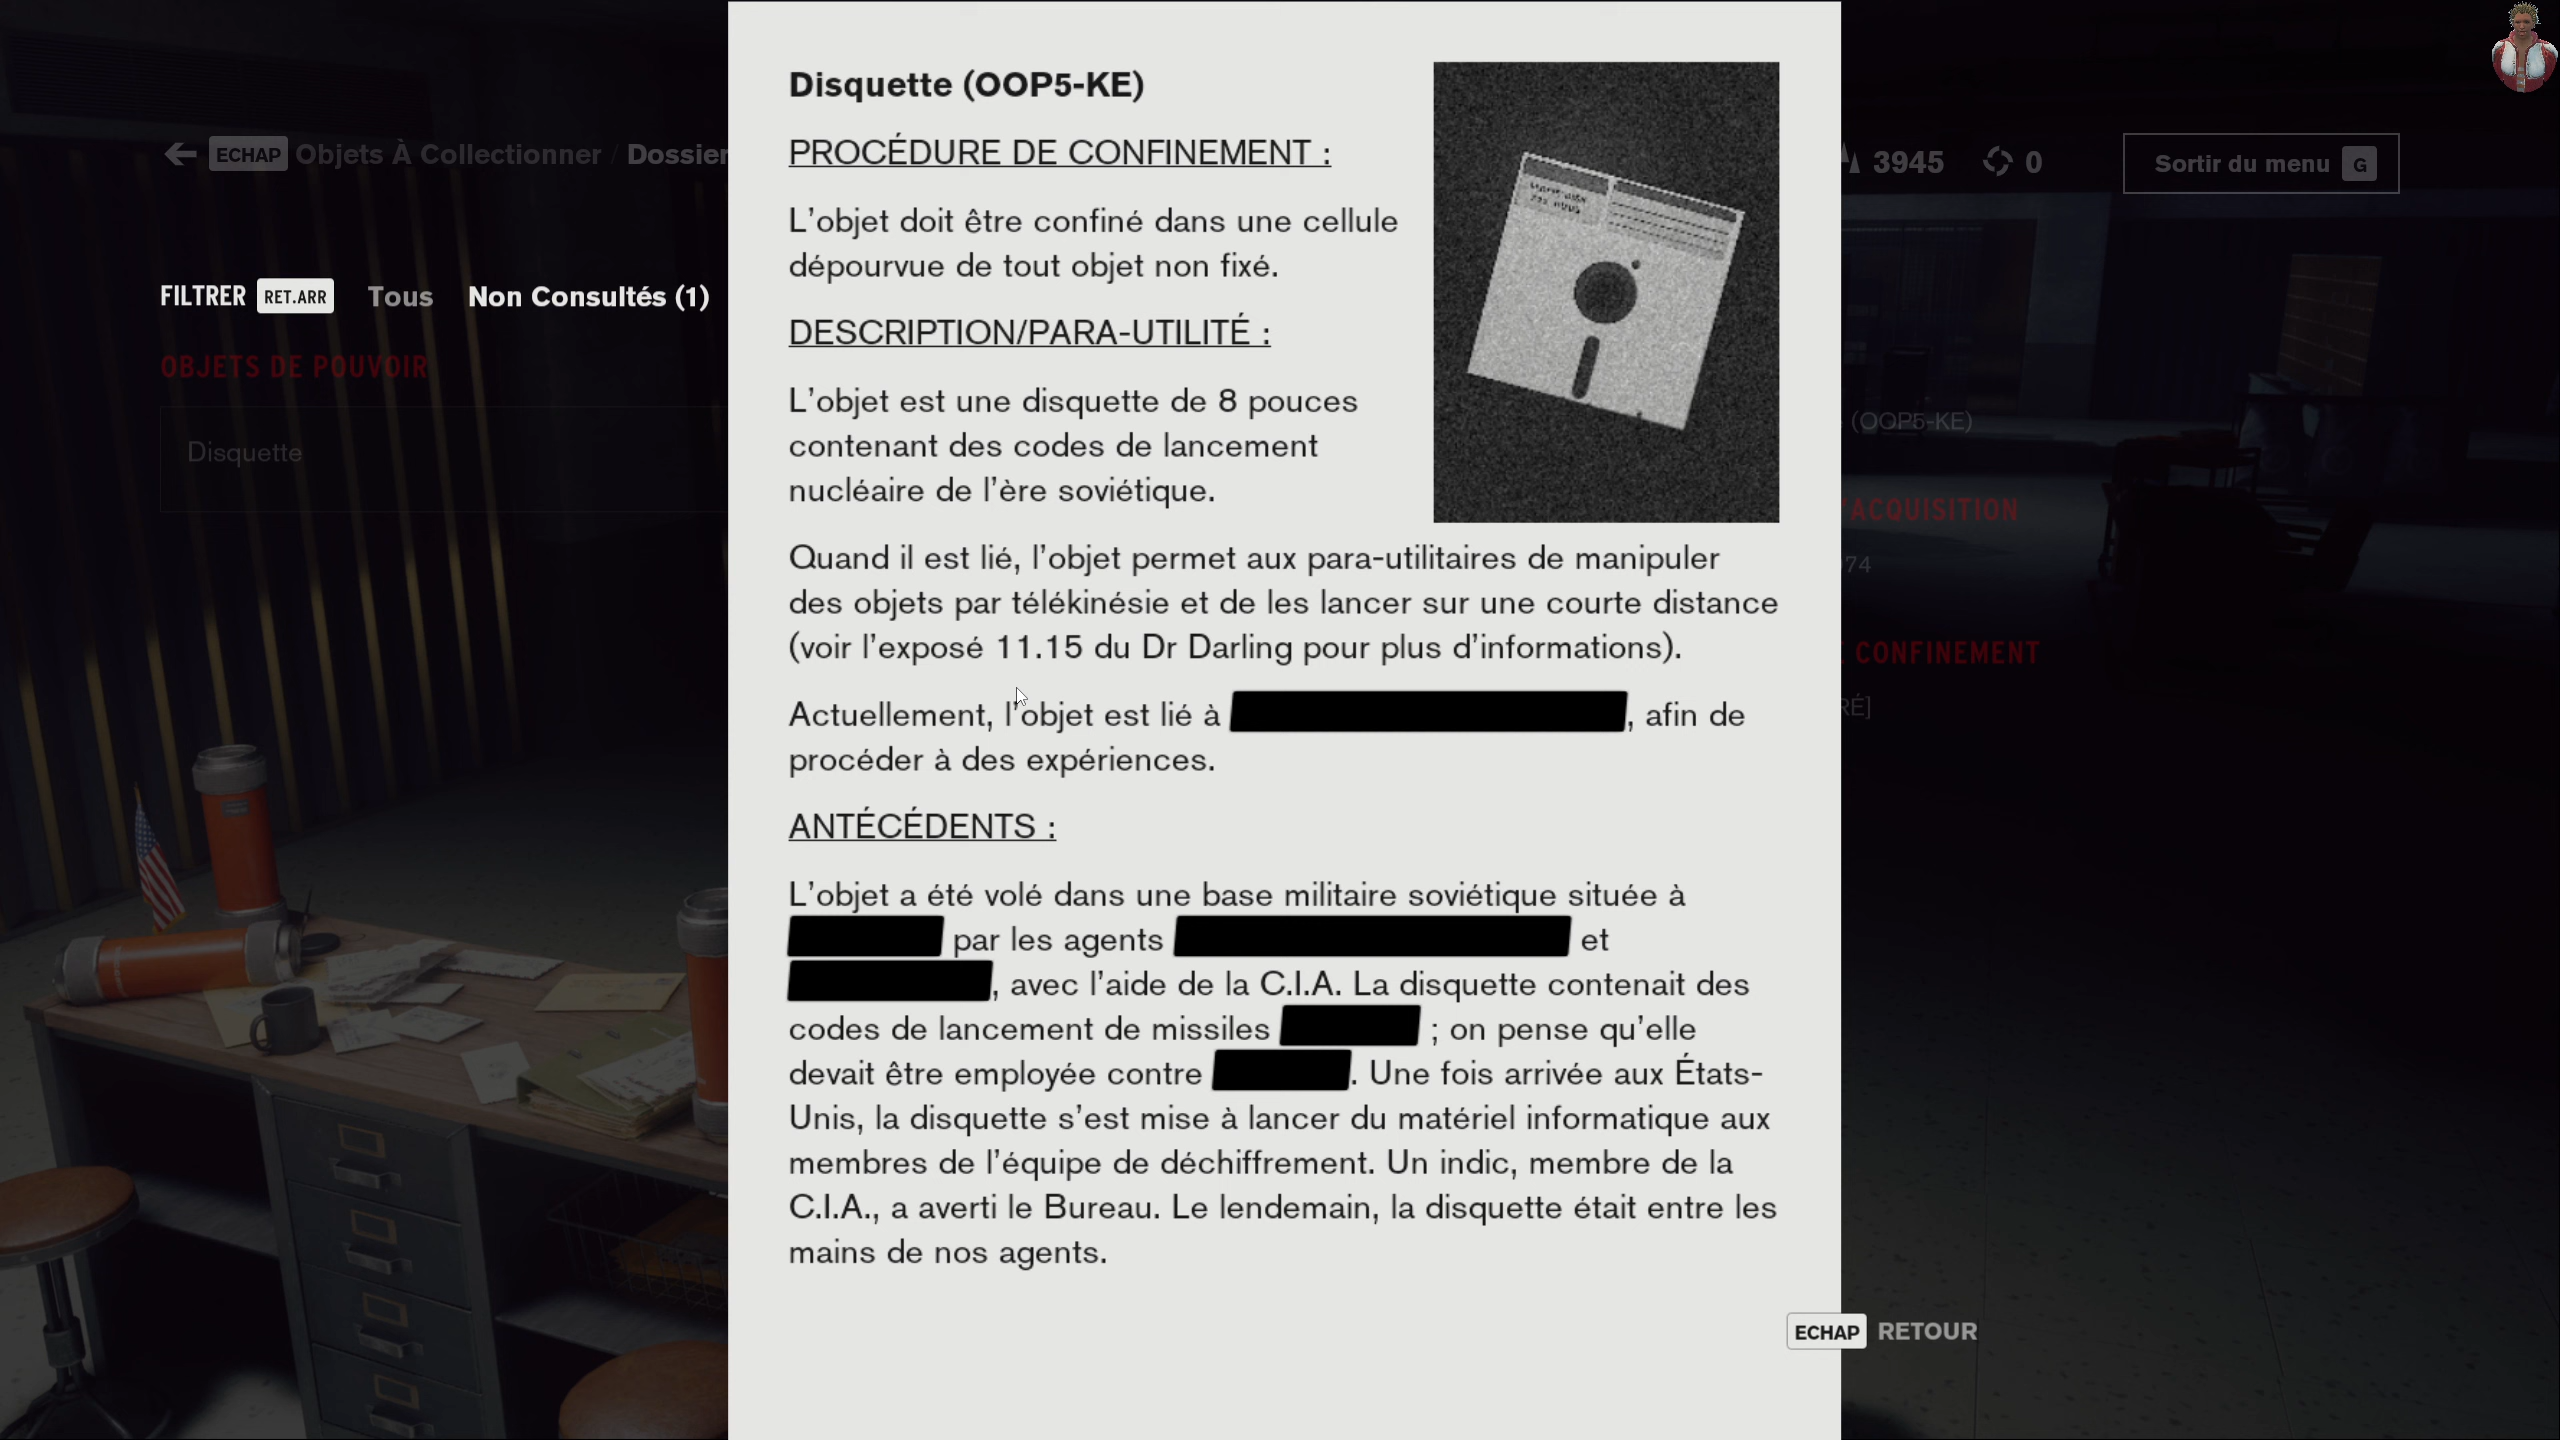 Disquette (OOP5-KE)
PROCÉDURE DE CONFINEMENT :
L'objet doit être confiné dans une cellule
dépourvue de tout objet non fixé.
DESCRIPTION/PARA-UTILITÉ :
L'objet est une disquette de 8 pouces
contenant des codes de lancement
nucléaire de l'ère soviétique.
Quand il est lié, l'objet permet aux para-utilitaires de manipuler
des objets par télékinésie et de les lancer sur une courte distance
(voir l'exposé 11.15 du Dr Darling pour plus d'informations).
Actuellement, l'objet est lié à , afin de
procéder à des expériences.
ANTÉCÉDENTS :
L'objet a été volé dans une base militaire soviétique située à
par les agents et
, avec l'aide de la C.I.A. La disquette contenait des
codes de lancement de missiles ; on pense qu'elle
devait être employée contre . Une fois arrivée aux États-
Unis, la disquette s'est mise à lancer du matériel informatique aux
membres de l'équipe de déchiffrement. Un indic, membre de la
C.I.A., a averti le Bureau. Le lendemain, la disquette était entre les
mains de nos agents.
ECHAP Objets À Collectionner / Dossier
FILTRER RET.ARR Tous Non Consultés (1)
OBJETS DE POUVOIR
Disquette
3945 0 Sortir du menu G
(OOP5-KE)
'ACQUISITION
74
CONFINEMENT
RÉ]
ECHAP RETOUR